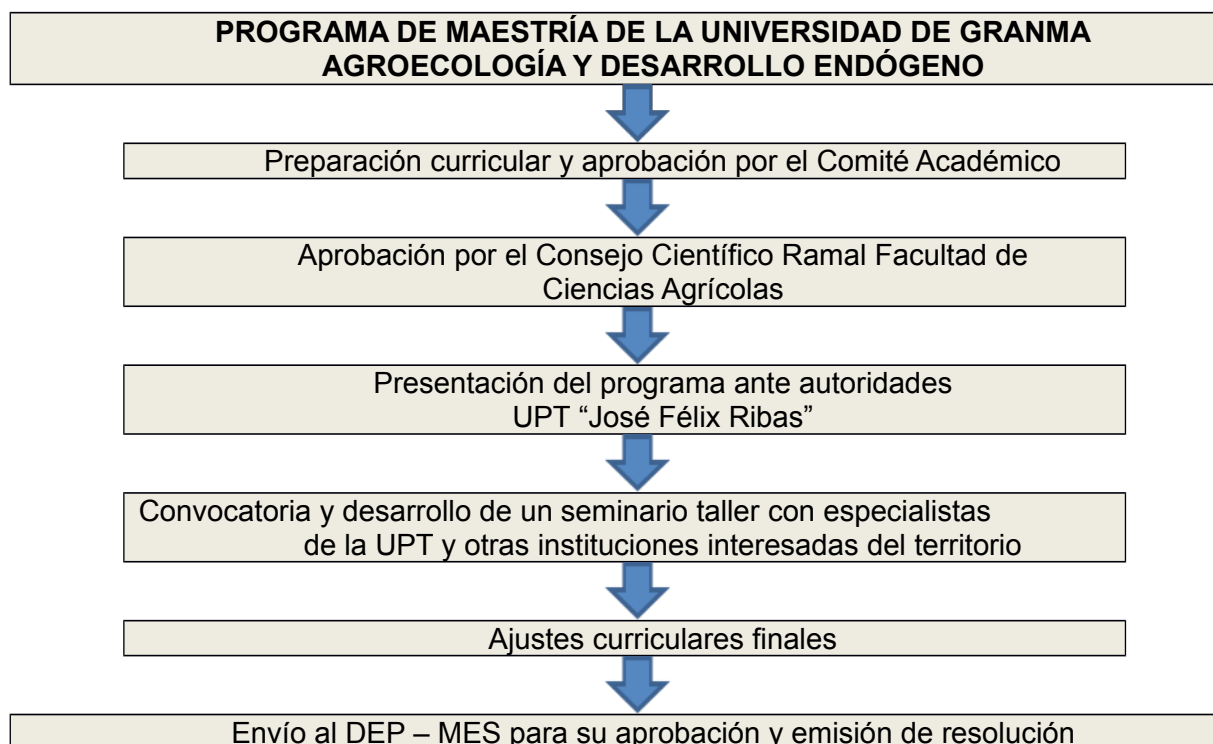 PROGRAMA DE MAESTRÍA DE LA UNIVERSIDAD DE GRANMA
AGROECOLOGÍA Y DESARROLLO ENDÓGENO
Preparación curricular y aprobación por el Comité Académico
Aprobación por el Consejo Científico Ramal Facultad de
Ciencias Agrícolas
Presentación del programa ante autoridades
UPT “José Félix Ribas”
Convocatoria y desarrollo de un seminario taller con especialistas
de la UPT y otras instituciones interesadas del territorio
Ajustes curriculares finales
Envío al DEP – MES para su aprobación y emisión de resolución